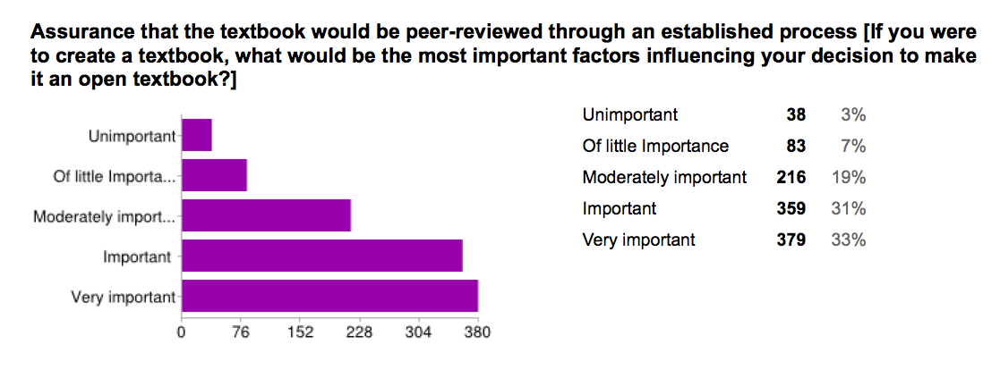 Assurance that the textbook would be peer-reviewed through an established process [If you were
to create a textbook, what would be the most important factors influencing your decision to make
it an open textbook?]
Unimportant
Of little Importa...
Moderately import...
Important
Very important
0 76 152 228 304 380
Unimportant 38 3%
Of little Importance 83 7%
Moderately important 216 19%
Important 359 31%
Very important 379 33%